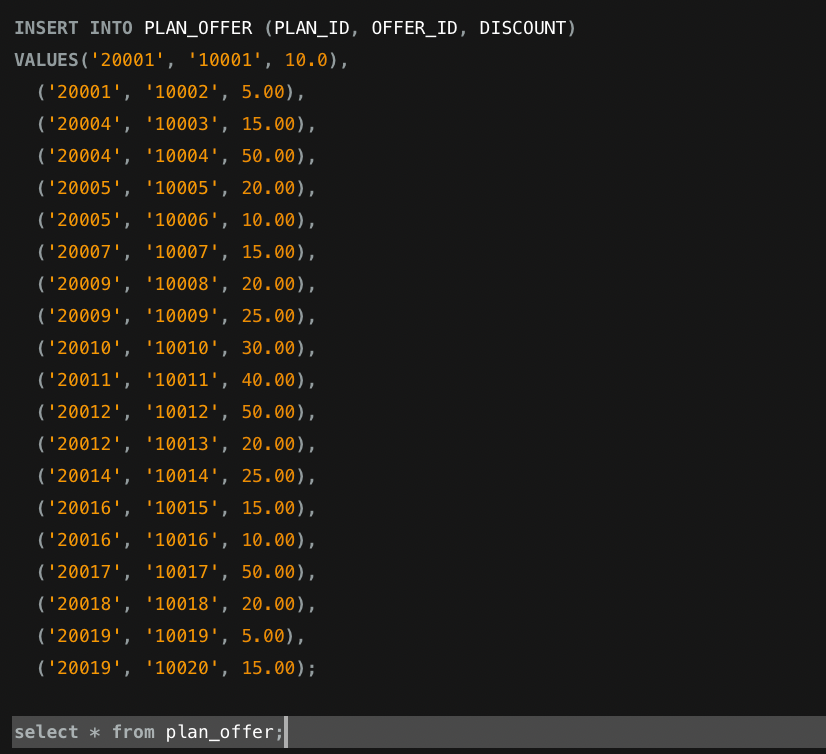 INSERT INTO PLAN_OFFER (PLAN_ID, OFFER_ID, DISCOUNT)
VALUES('20001', '10001', 10.0),
  ('20001', '10002', 5.00),
  ('20004', '10003', 15.00),
  ('20004', '10004', 50.00),
  ('20005', '10005', 20.00),
  ('20005', '10006', 10.00),
  ('20007', '10007', 15.00),
  ('20009', '10008', 20.00),
  ('20009', '10009', 25.00),
  ('20010', '10010', 30.00),
  ('20011', '10011', 40.00),
  ('20012', '10012', 50.00),
  ('20012', '10013', 20.00),
  ('20014', '10014', 25.00),
  ('20016', '10015', 15.00),
  ('20016', '10016', 10.00),
  ('20017', '10017', 50.00),
  ('20018', '10018', 20.00),
  ('20019', '10019', 5.00),
  ('20019', '10020', 15.00);
select * from plan_offer;